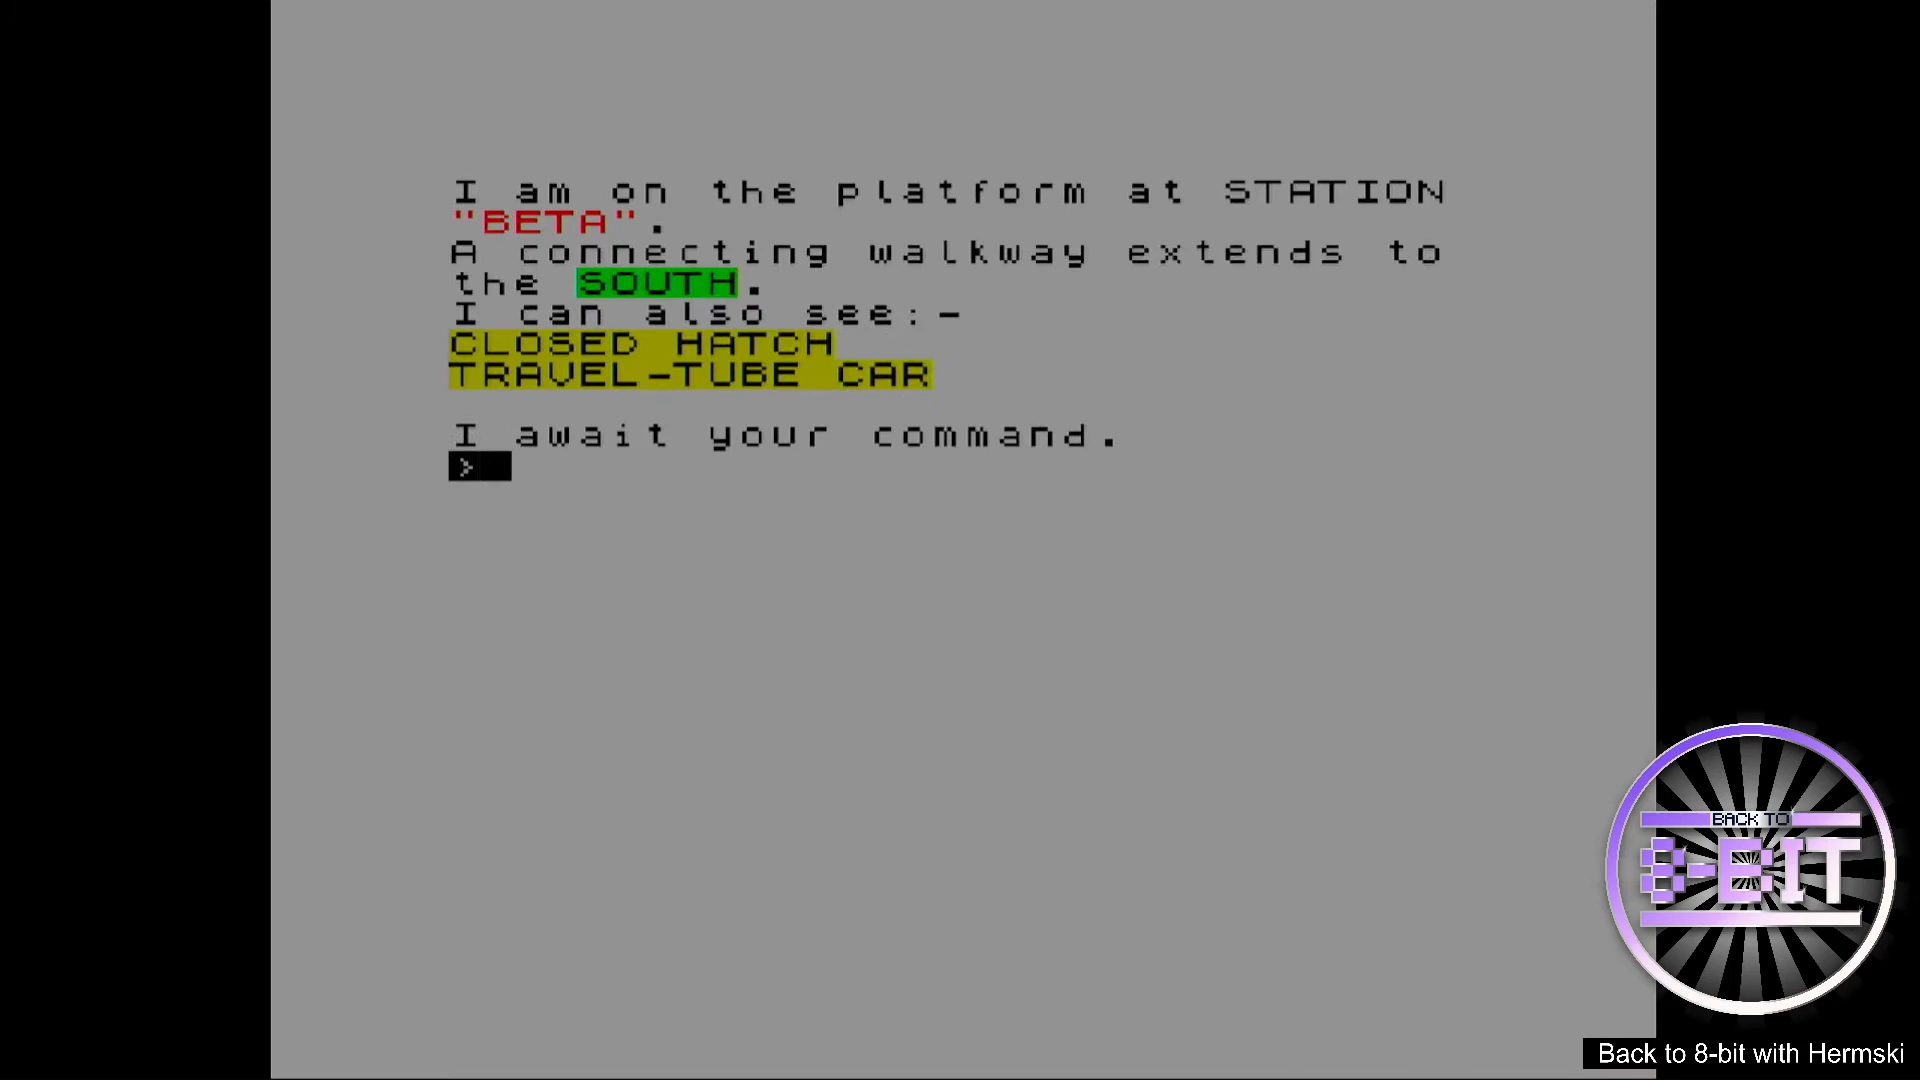 I am on the platform at STATION
"BETA".
A connecting walkway extends to
the SOUTH.
I can also see:-
CLOSED HATCH
TRAVEL-TUBE CAR
I await your command.
>
BACK TO
8-BIT
Back to 8-bit with Hermski